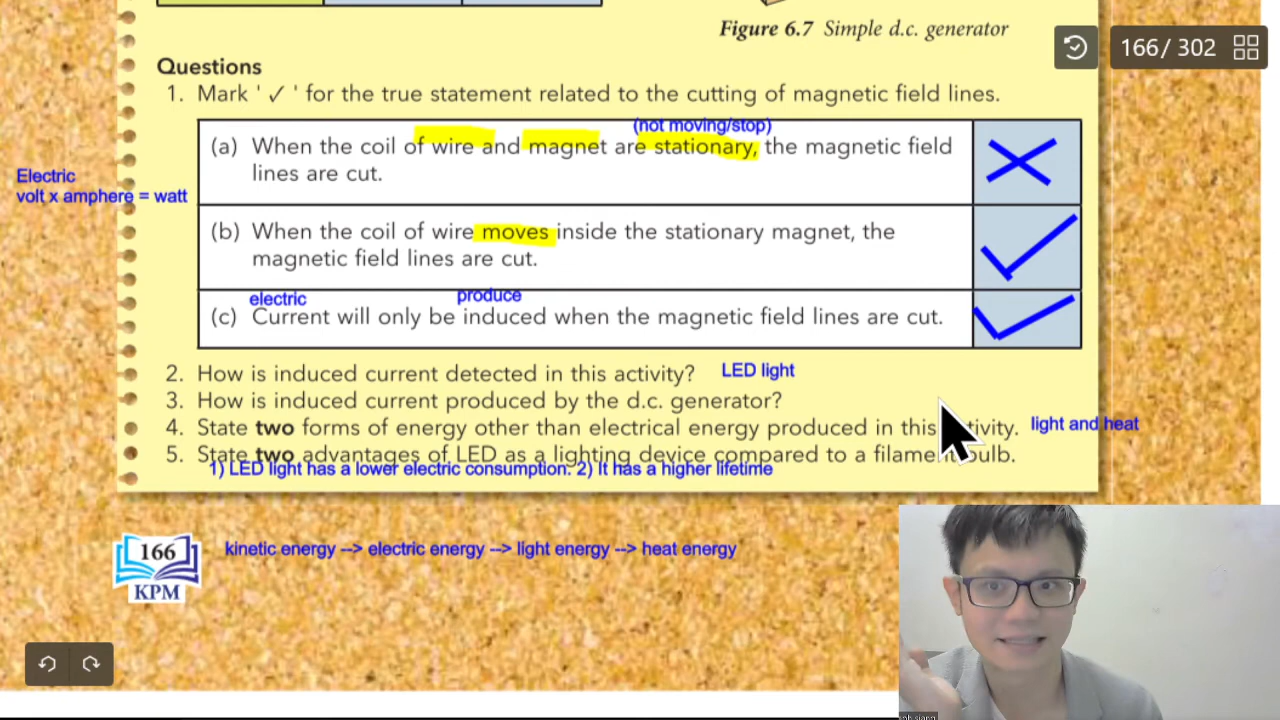 Figure 6.7 Simple d.c. generator
166/ 302
Questions
1. Mark ' ✓ ' for the true statement related to the cutting of magnetic field lines.
(not moving/stop)
(a) When the coil of wire and magnet are stationary, the magnetic field
lines are cut.
Electric
volt x amphere = watt
(b) When the coil of wire moves inside the stationary magnet, the
magnetic field lines are cut.
electric produce
(c) Current will only be induced when the magnetic field lines are cut.
2. How is induced current detected in this activity? LED light
3. How is induced current produced by the d.c. generator?
4. State two forms of energy other than electrical energy produced in this light and heat
5. State two advantages of LED as a lighting device compared to a
1) LED light has a lower electric consumption. 2) It has a higher lifetime
166 kinetic energy --> electric energy --> light energy --> heat energy
KPM